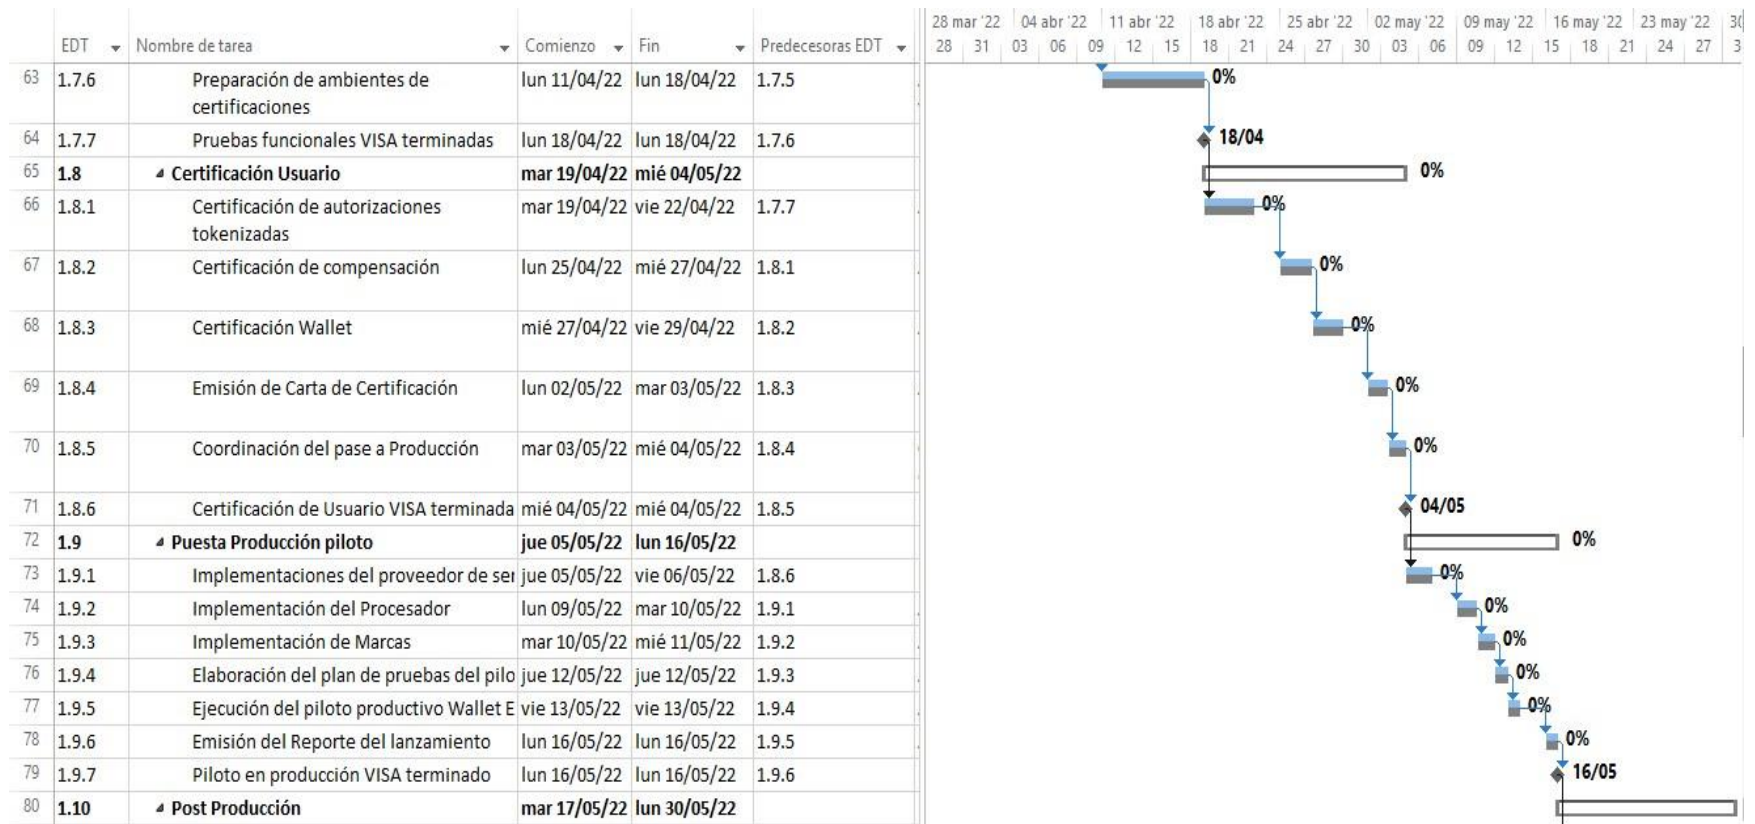 28 mar '22 04 abr '22 11 abr '22 18 abr '22 25 abr '22 02 may '22 09 may '22 16 may '22 23 may '22
EDT Nombre de tarea Comienzo Fin Predecesoras EDT 28 31 03 06 09 12 15 18 21 24 27 30 03 06 09 12 15 18 21 24 27
63 1.7.6 Preparación de ambientes de lun 11/04/22 lun 18/04/22 1.7.5 0%
certificaciones
64 1.7.7 Pruebas funcionales VISA terminadas lun 18/04/22 lun 18/04/22 1.7.6 18/04
65 1.8 Certificación Usuario mar 19/04/22 mié 04/05/22 0%
66 1.8.1 Certificación de autorizaciones mar 19/04/22 vie 22/04/22 1.7.7 0%
tokenizadas
67 1.8.2 Certificación de compensación lun 25/04/22 mié 27/04/22 1.8.1 0%
68 1.8.3 Certificación Wallet mié 27/04/22 vie 29/04/22 1.8.2 0%
69 1.8.4 Emisión de Carta de Certificación lun 02/05/22 mar 03/05/22 1.8.3 0%
70 1.8.5 Coordinación del pase a Producción mar 03/05/22 mié 04/05/22 1.8.4 0%
71 1.8.6 Certificación de Usuario VISA terminada mié 04/05/22 mié 04/05/22 1.8.5 04/05
72 1.9 Puesta Producción piloto jue 05/05/22 lun 16/05/22 0%
73 1.9.1 Implementaciones del proveedor de ser jue 05/05/22 vie 06/05/22 1.8.6 0%
74 1.9.2 Implementación del Procesador lun 09/05/22 mar 10/05/22 1.9.1 0%
75 1.9.3 Implementación de Marcas mar 10/05/22 mié 11/05/22 1.9.2 0%
76 1.9.4 Elaboración del plan de pruebas del pilo jue 12/05/22 jue 12/05/22 1.9.3 0%
77 1.9.5 Ejecución del piloto productivo Wallet E vie 13/05/22 vie 13/05/22 1.9.4 0%
78 1.9.6 Emisión del Reporte del lanzamiento lun 16/05/22 lun 16/05/22 1.9.5 0%
79 1.9.7 Piloto en producción VISA terminado lun 16/05/22 lun 16/05/22 1.9.6 16/05
80 1.10 Post Producción mar 17/05/22 lun 30/05/22